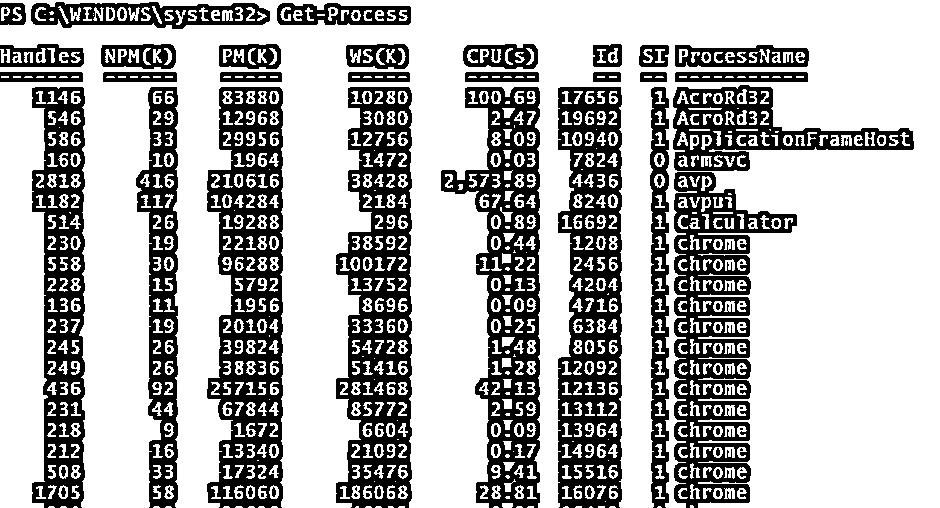 PS C:\WINDOWS\system32> Get-Process
Handles NPM(K) PM(K) WS(K) CPU(s) Id SI ProcessName
------- ------ ----- ----- ------ -- -- -----------
1146 66 83880 10280 100.69 17656 1 AcroRd32
546 29 12968 3080 2.47 19692 1 AcroRd32
586 33 29956 12756 8.09 10940 1 ApplicationFrameHost
160 10 1964 1472 0.03 7824 0 armsvc
2818 416 210616 38428 2,573.89 4436 0 avp
1182 117 104284 2184 67.64 8240 1 avpui
514 26 19288 296 0.89 16692 1 Calculator
230 19 22180 38592 0.44 1208 1 chrome
558 30 96288 100172 11.22 2456 1 chrome
228 15 5792 13752 0.13 4204 1 chrome
136 11 1956 8696 0.09 4716 1 chrome
237 19 20104 33360 0.25 6384 1 chrome
245 26 39824 54728 1.48 8056 1 chrome
249 26 38836 51416 1.28 12092 1 chrome
436 92 257156 281468 42.13 12136 1 chrome
231 44 67844 85772 2.59 13112 1 chrome
218 9 1672 6604 0.09 13964 1 chrome
212 16 13340 21092 0.17 14964 1 chrome
508 33 17324 35476 9.41 15516 1 chrome
1705 58 116060 186068 28.81 16076 1 chrome